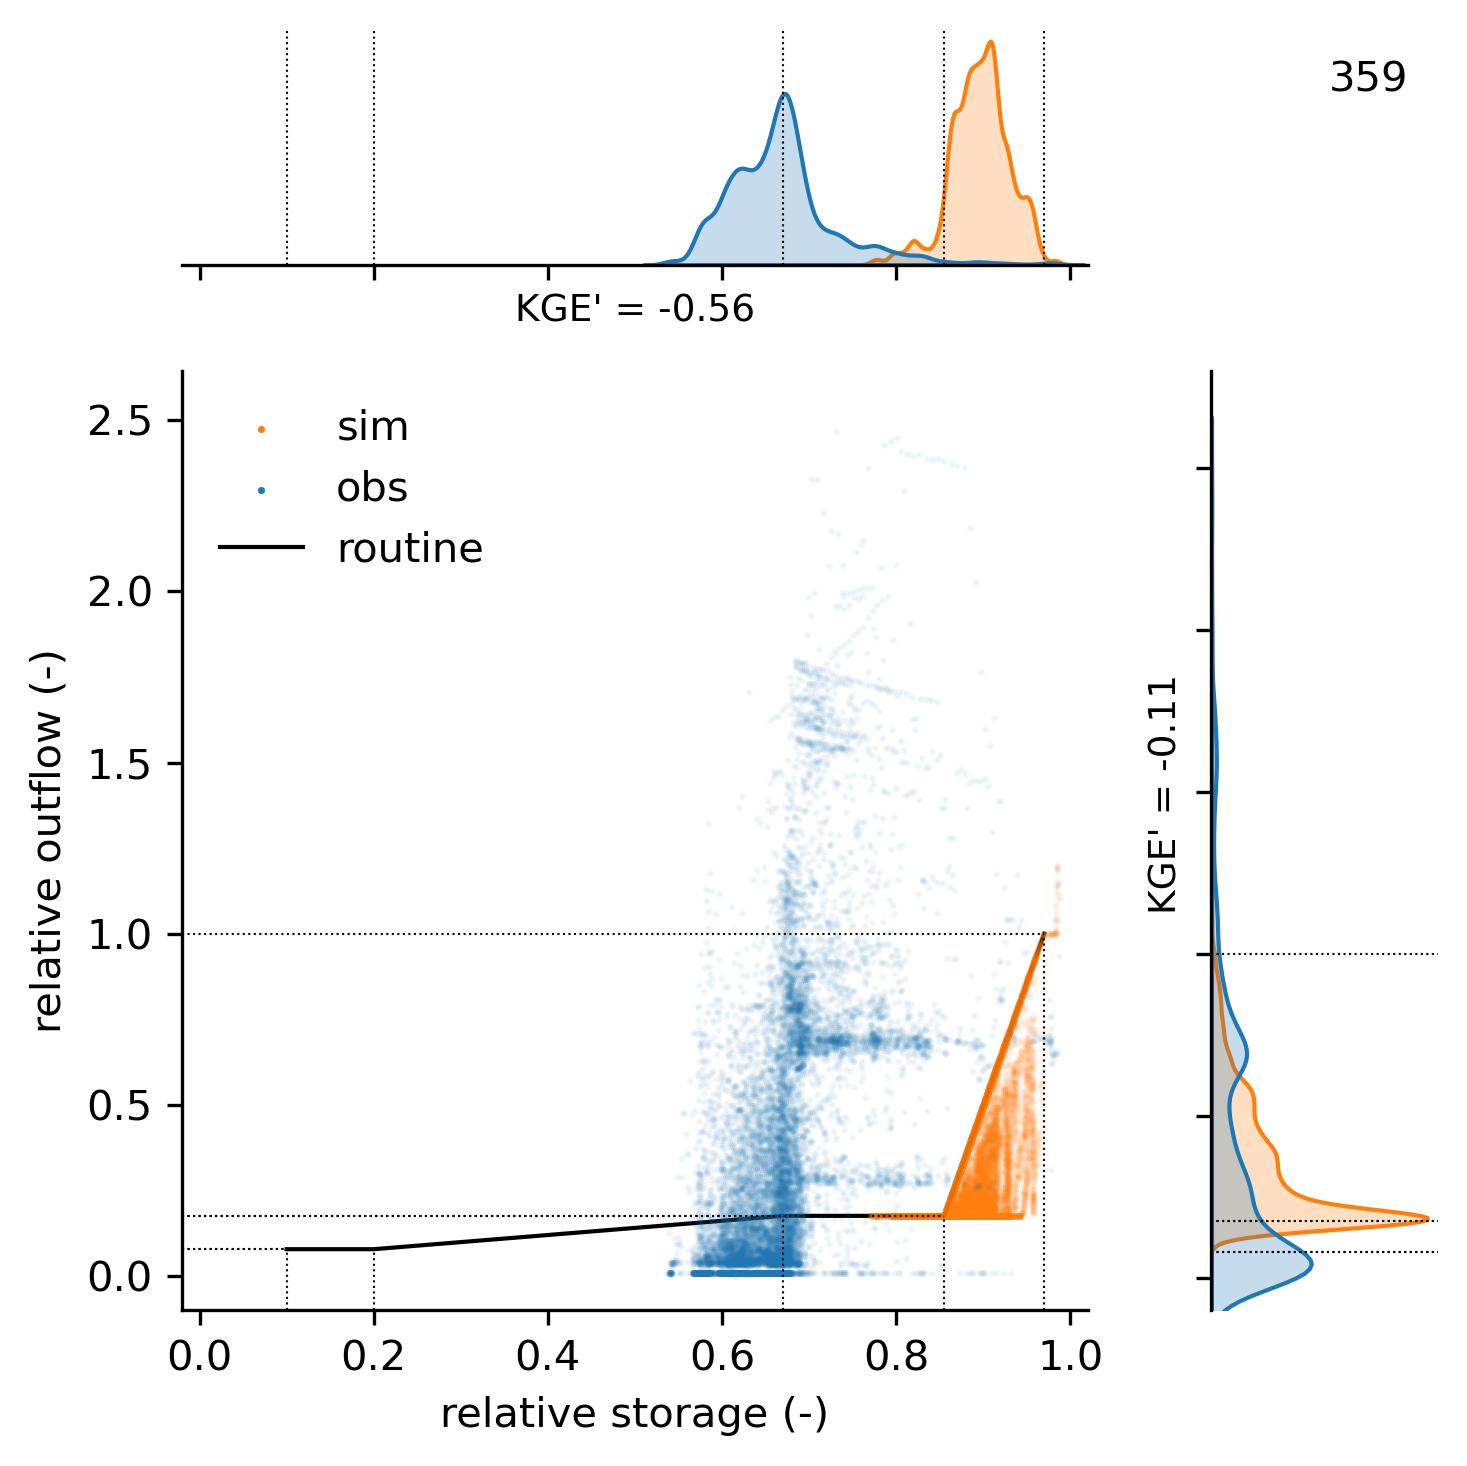 359
KGE' = -0.56
2.5
2.0
1.5
1.0
0.5
0.0
relative outflow (-)
sim
obs
routine
KGE' = -0.11
0.0 0.2 0.4 0.6 0.8 1.0
relative storage (-)